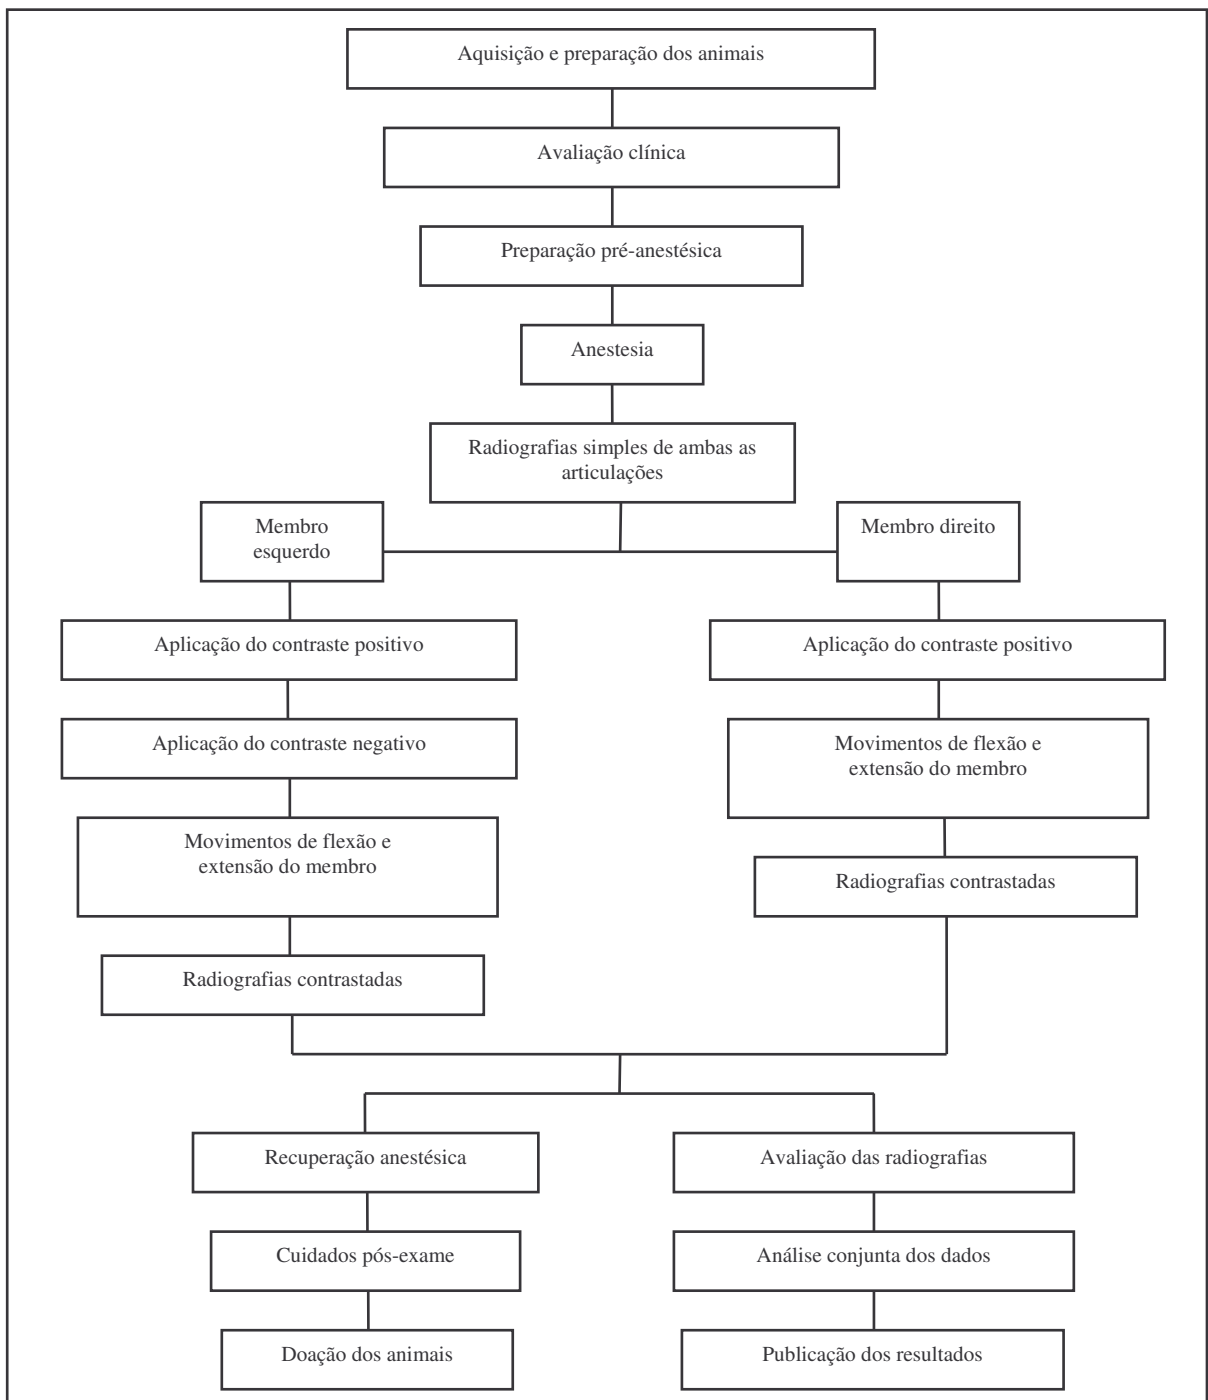 Aquisição e preparação dos animais
Avaliação clínica
Preparação pré-anestésica
Anestesia
Radiografias simples de ambas as
articulações
Membro
esquerdo
Membro direito
Aplicação do contraste positivo
Aplicação do contraste positivo
Aplicação do contraste negativo
Movimentos de flexão e
extensão do membro
Movimentos de flexão e
extensão do membro
Radiografias contrastadas
Radiografias contrastadas
Recuperação anestésica
Avaliação das radiografias
Cuidados pós-exame
Análise conjunta dos dados
Doação dos animais
Publicação dos resultados